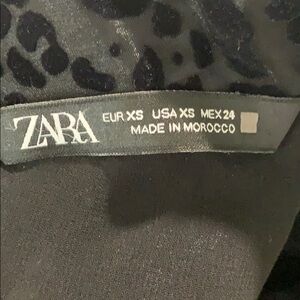 ZARA
EUR XS USA XS MEX 24
MADE IN MOROCCO